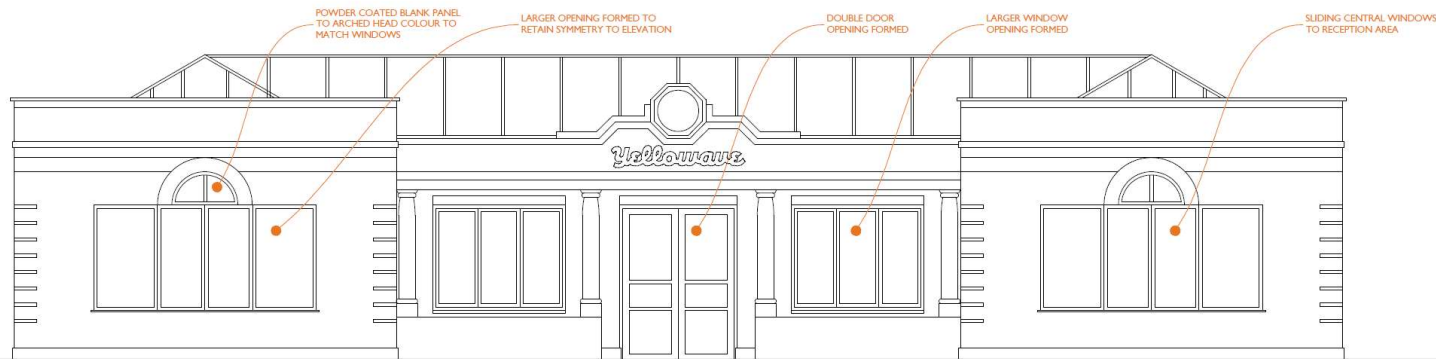 POWDER COATED BLANK PANEL
TO ARCHED HEAD COLOUR TO
MATCH WINDOWS
LARGER OPENING FORMED TO
RETAIN SYMMETRY TO ELEVATION
DOUBLE DOOR
OPENING FORMED
LARGER WINDOW
OPENING FORMED
SLIDING CENTRAL WINDOWS
TO RECEPTION AREA
Yellowave